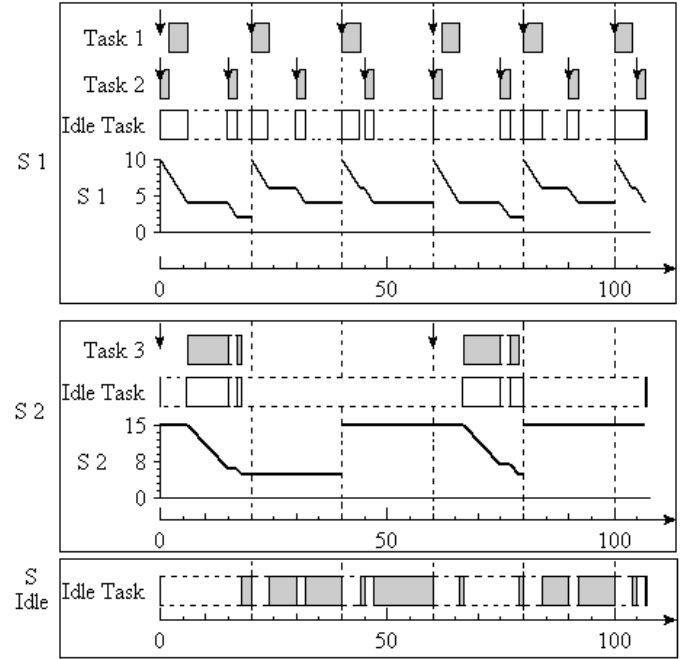 Task 1
Task 2
Idle Task
S 1
10
S 1
5
0
0 50 100
Task 3
Idle Task
S 2
15
S 2
8
0
0 50 100
S
Idle
Idle Task
0 50 100